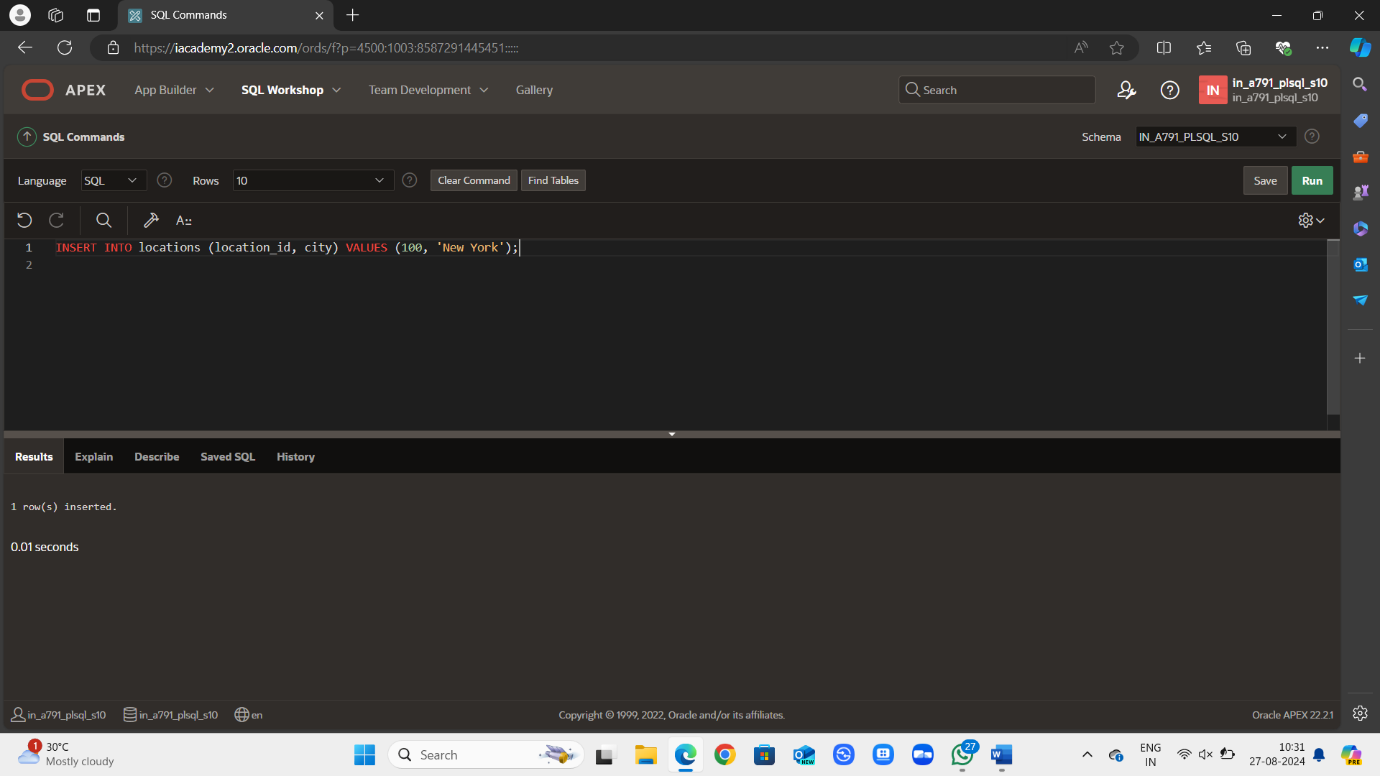 SQL Commands
https://iacademy2.oracle.com/ords/f?p=4500:1003:8587291445451:::::
APEX App Builder SQL Workshop Team Development Gallery Search IN in_a791_plsql_s10
in_a791_plsql_s10
SQL Commands Schema IN_A791_PLSQL_S10
Language SQL Rows 10 Clear Command Find Tables Save Run
A::
1 INSERT INTO locations (location_id, city) VALUES (100, 'New York');
2
Results Explain Describe Saved SQL History
1 row(s) inserted.
0.01 seconds
in_a791_plsql_s10 in_a791_plsql_s10 en Copyright © 1999, 2022, Oracle and/or its affiliates. Oracle APEX 22.2.1
1 30°C
Mostly cloudy
Search
NEW
27
W
ENG
IN
10:31
27-08-2024
PRE